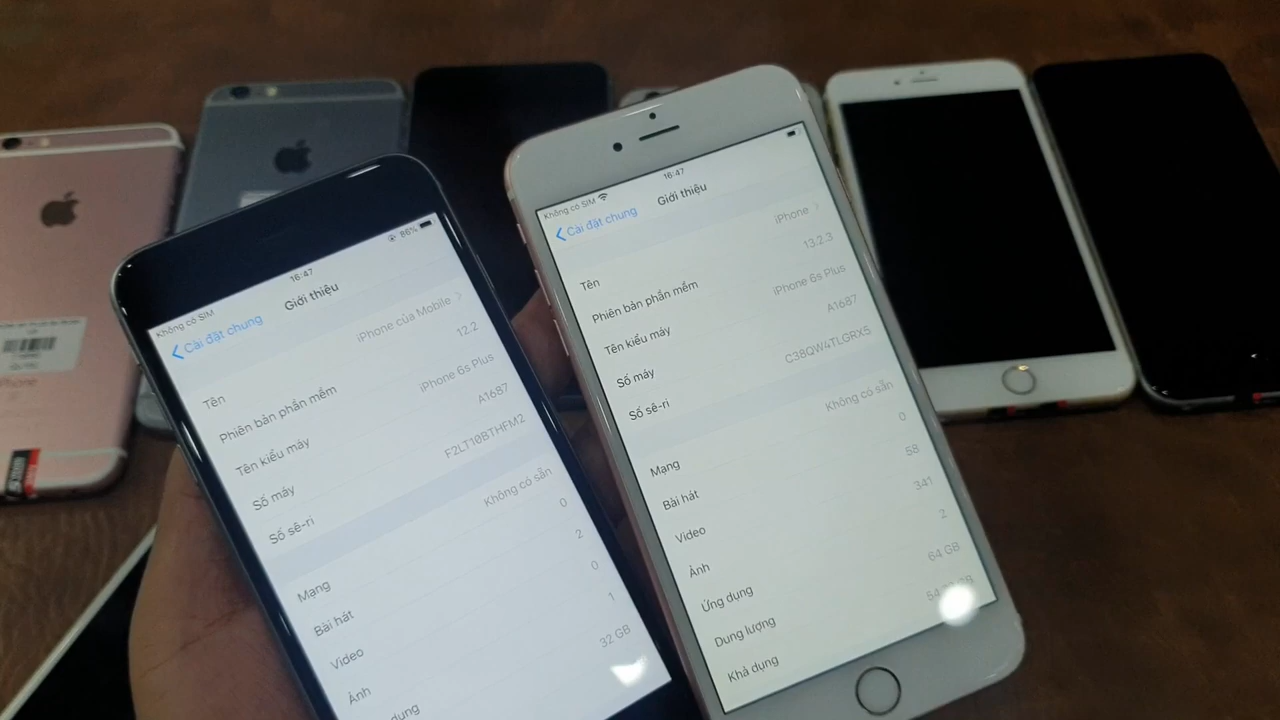 Không có SIM
16:47
86%
Cài đặt chung
Giới thiệu
Tên
iPhone của Mobile
Phiên bản phần mềm
12.2
Tên kiểu máy
iPhone 6s Plus
Số máy
A1687
Số sê-ri
F2LT10BTHFM2
Mạng
Không có sẵn
Bài hát
0
Video
2
Ảnh
0
dụng
1
32 GB
Không có SIM
16:47
Cài đặt chung
Giới thiệu
Tên
iPhone
Phiên bản phần mềm
13.2.3
Tên kiểu máy
iPhone 6s Plus
Số máy
A1687
Số sê-ri
C38QW4TLGRX5
Mạng
Không có sẵn
Bài hát
0
Video
58
Ảnh
341
Ứng dụng
2
Dung lượng
64 GB
Khả dụng